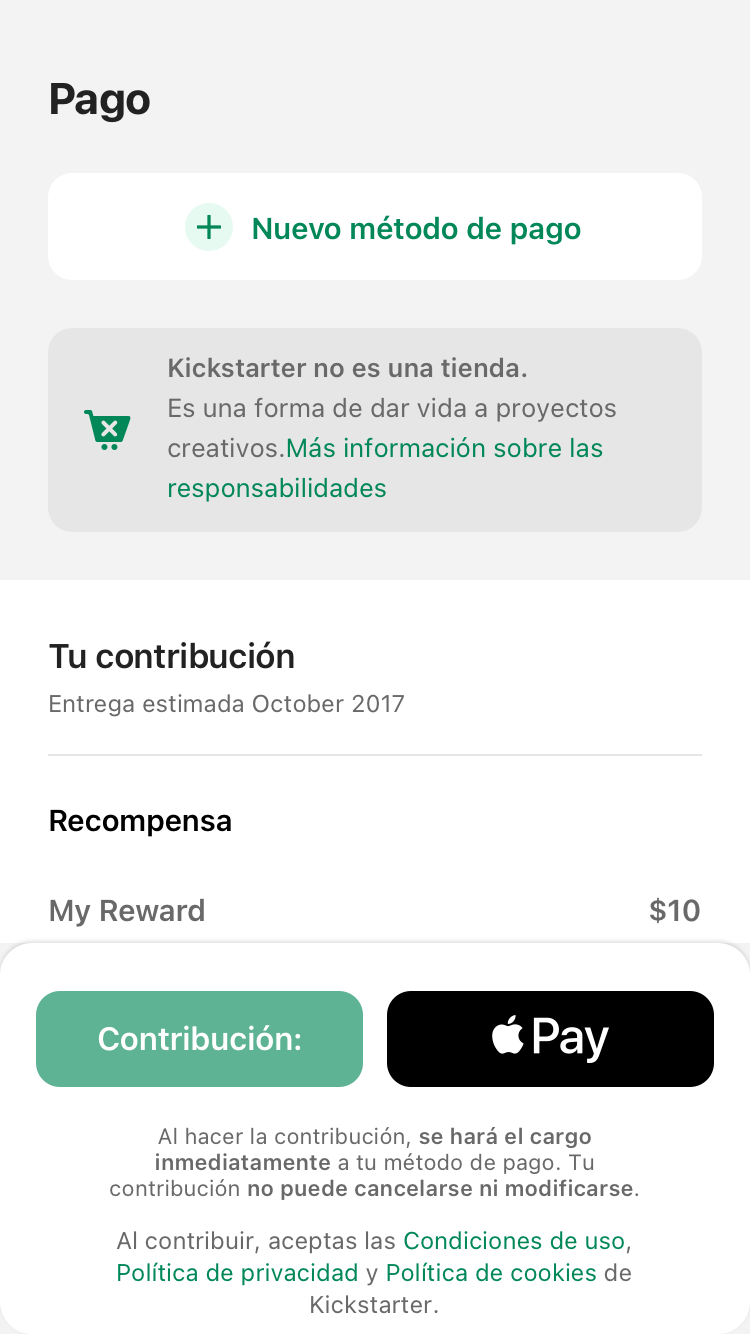 Pago
Nuevo método de pago
Kickstarter no es una tienda.
Es una forma de dar vida a proyectos
creativos.Más información sobre las
responsabilidades
Tu contribución
Entrega estimada October 2017
Recompensa
My Reward $10
Contribución: Pay
Al hacer la contribución, se hará el cargo
inmediatamente a tu método de pago. Tu
contribución no puede cancelarse ni modificarse.
Al contribuir, aceptas las Condiciones de uso,
Política de privacidad y Política de cookies de
Kickstarter.